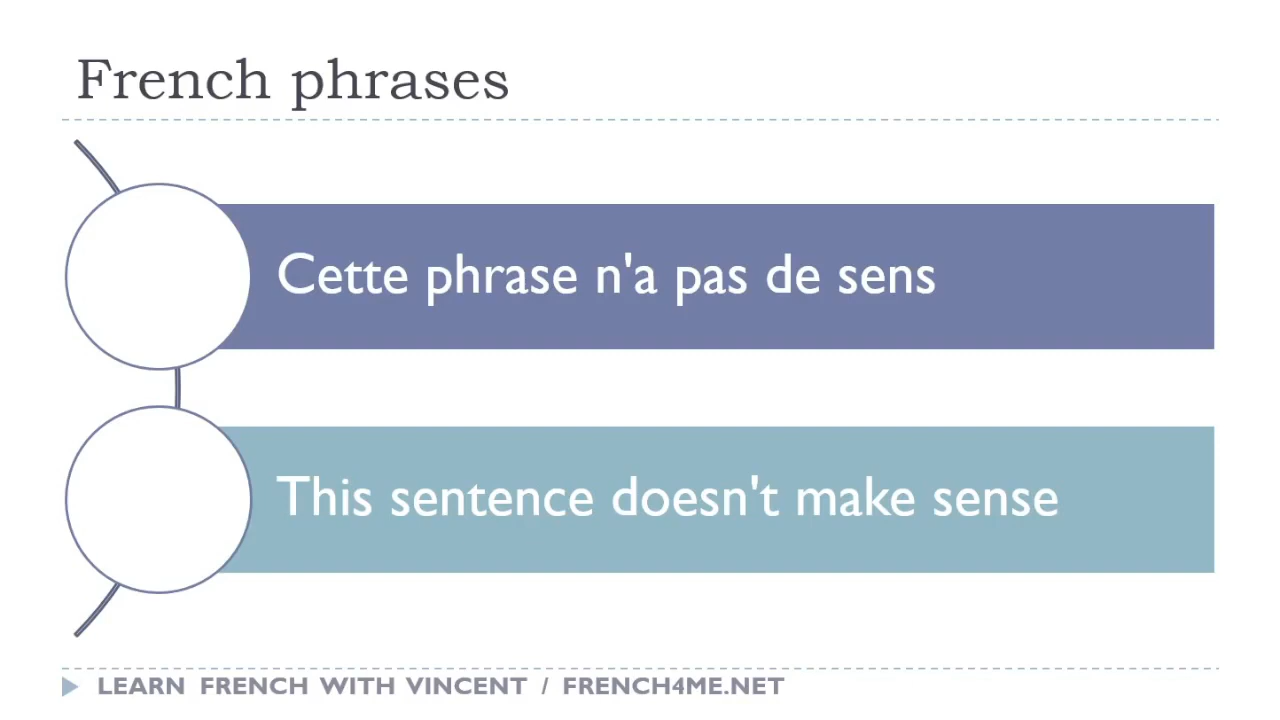 French phrases
Cette phrase n'a pas de sens
This sentence doesn't make sense
LEARN FRENCH WITH VINCENT / FRENCH4ME.NET